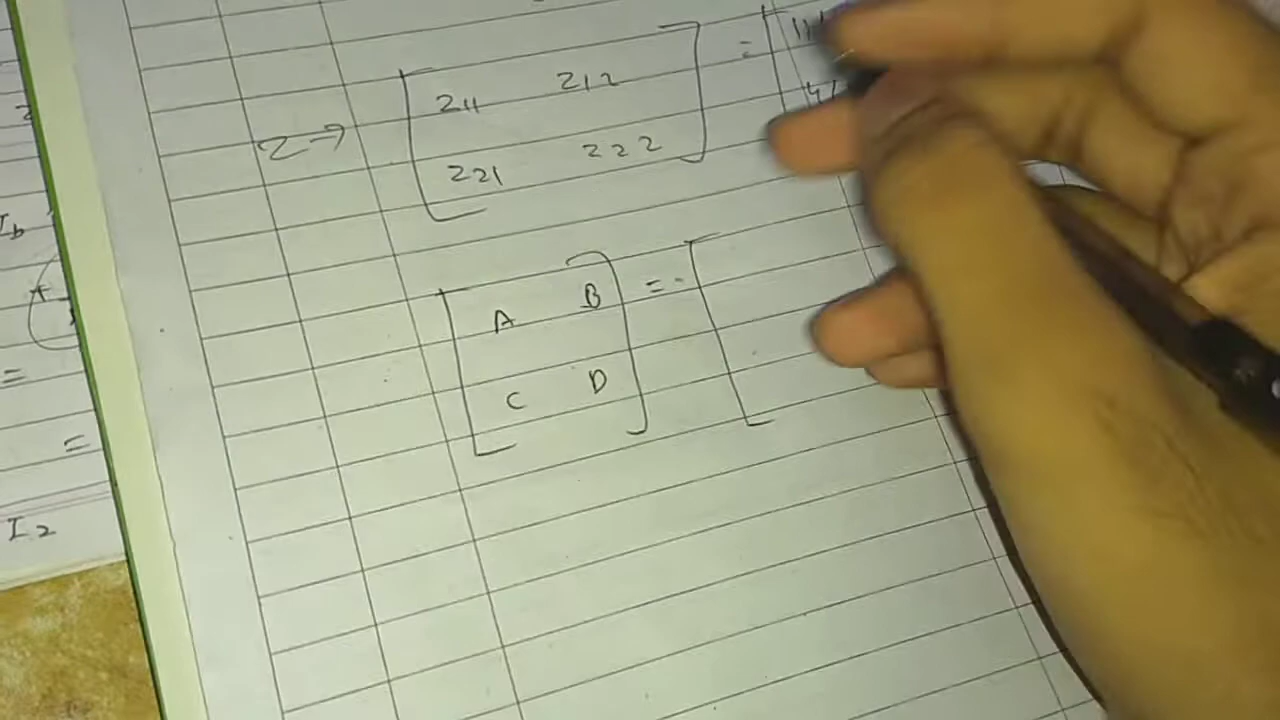 Z → [ Z11 Z12
Z21 Z22 ] = [
[ A B
C D ] = [
Ib
+
=
=
I2